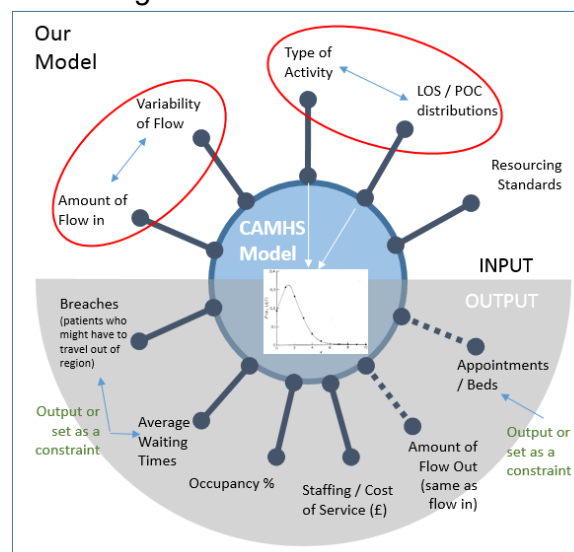 Our
Model
Type of
Activity
LOS / POC
distributions
Variability
of Flow
Amount of
Flow in
Resourcing
Standards
CAMHS
Model
INPUT
OUTPUT
Breaches
(patients who
might have to
travel out of
region)
Appointments
/ Beds
Output or
set as a
constraint
Average
Waiting
Times
Occupancy %
Staffing / Cost
of Service (£)
Amount of
Flow Out
(same as
flow in)
Output or
set as a
constraint